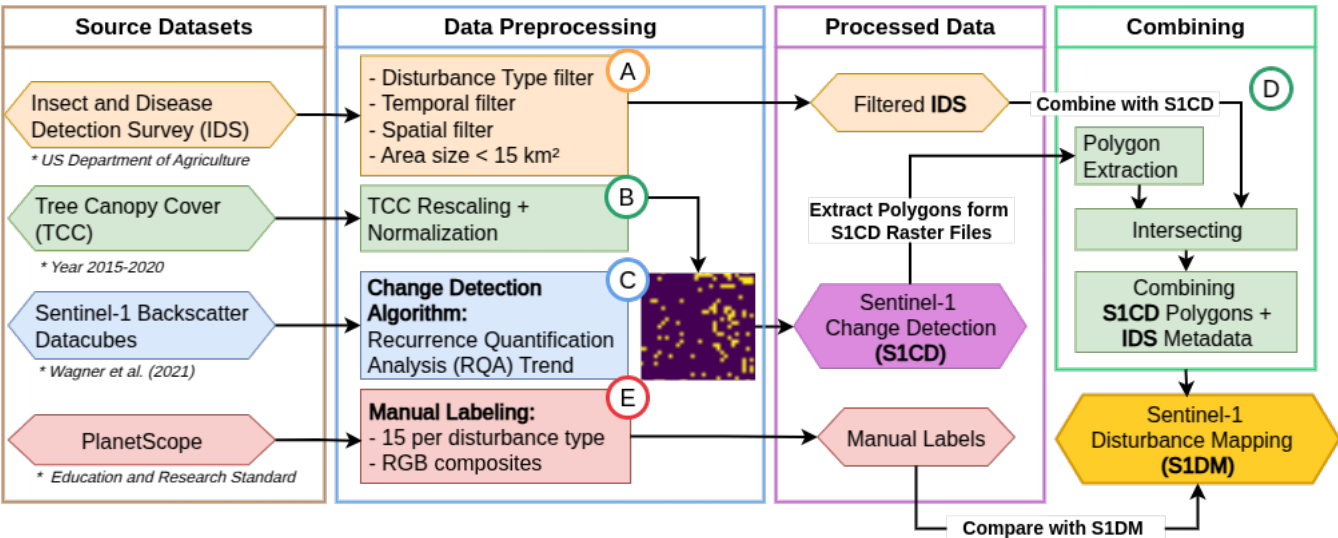 Source Datasets
Data Preprocessing
Processed Data
Combining
Insect and Disease
Detection Survey (IDS)
* US Department of Agriculture
Tree Canopy Cover
(TCC)
* Year 2015-2020
Sentinel-1 Backscatter
Datacubes
* Wagner et al. (2021)
PlanetScope
* Education and Research Standard
A
- Disturbance Type filter
- Temporal filter
- Spatial filter
- Area size < 15 km²
B
TCC Rescaling +
Normalization
C
Change Detection
Algorithm:
Recurrence Quantification
Analysis (RQA) Trend
E
Manual Labeling:
- 15 per disturbance type
- RGB composites
Filtered IDS
Extract Polygons form
S1CD Raster Files
Sentinel-1
Change Detection
(S1CD)
Manual Labels
Combine with S1CD
D
Polygon
Extraction
Intersecting
Combining
S1CD Polygons +
IDS Metadata
Sentinel-1
Disturbance Mapping
(S1DM)
Compare with S1DM